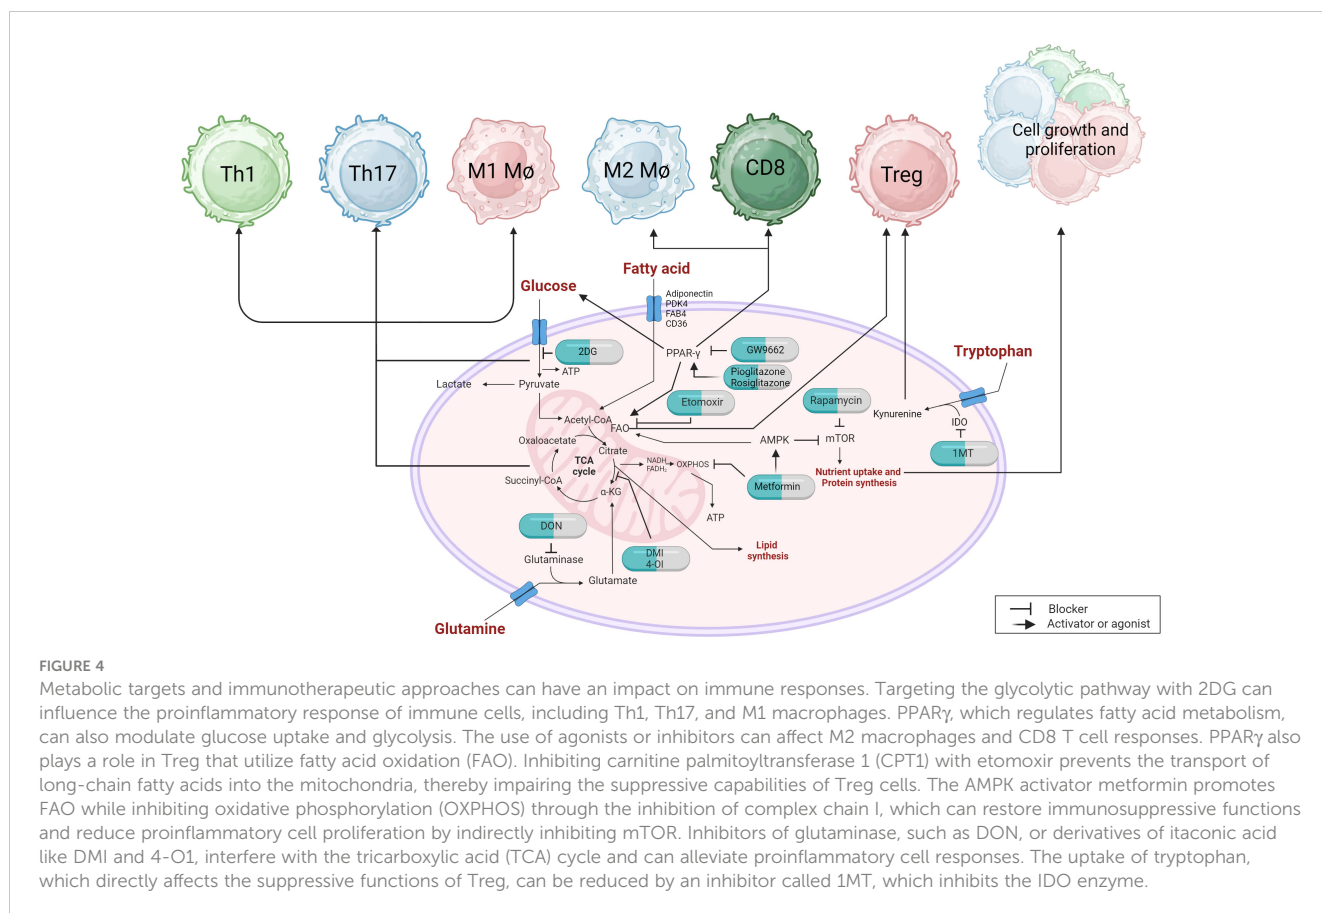 Th1
Th17
M1 Mø
M2 Mø
CD8
Treg
Cell growth and
proliferation
Glucose
Fatty acid
Adiponectin
PDK4
FAB4
CD36
2DG
ATP
Lactate
Pyruvate
PPAR-γ
GW9662
Pioglitazone
Rosiglitazone
Etomoxir
Rapamycin
Tryptophan
Kynurenine
IDO
1MT
Acetyl-CoA
FAO
Oxaloacetate
Citrate
TCA
cycle
Succinyl-CoA
α-KG
NADH
FADH₂
OXPHOS
ATP
AMPK
mTOR
Nutrient uptake and
Protein synthesis
Metformin
DON
Glutaminase
Glutamate
DMI
4-OI
Lipid
synthesis
Glutamine
Blocker
Activator or agonist
FIGURE 4
Metabolic targets and immunotherapeutic approaches can have an impact on immune responses. Targeting the glycolytic pathway with 2DG can
influence the proinflammatory response of immune cells, including Th1, Th17, and M1 macrophages. PPARγ, which regulates fatty acid metabolism,
can also modulate glucose uptake and glycolysis. The use of agonists or inhibitors can affect M2 macrophages and CD8 T cell responses. PPARγ also
plays a role in Treg that utilize fatty acid oxidation (FAO). Inhibiting carnitine palmitoyltransferase 1 (CPT1) with etomoxir prevents the transport of
long-chain fatty acids into the mitochondria, thereby impairing the suppressive capabilities of Treg cells. The AMPK activator metformin promotes
FAO while inhibiting oxidative phosphorylation (OXPHOS) through the inhibition of complex chain I, which can restore immunosuppressive functions
and reduce proinflammatory cell proliferation by indirectly inhibiting mTOR. Inhibitors of glutaminase, such as DON, or derivatives of itaconic acid
like DMI and 4-O1, interfere with the tricarboxylic acid (TCA) cycle and can alleviate proinflammatory cell responses. The uptake of tryptophan,
which directly affects the suppressive functions of Treg, can be reduced by an inhibitor called 1MT, which inhibits the IDO enzyme.